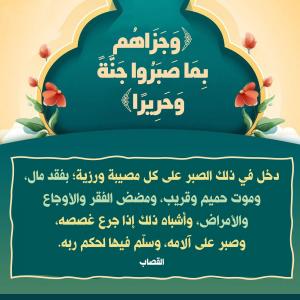 ﴿وَجَزَاهُم
بِمَا صَبَرُوا جَنَّةً
وَحَرِيرًا﴾
دخل في ذلك الصبر على كل مصيبة ورزية؛ بفقد مال،
وموت حميم وقريب، ومضض الفقر والأوجاع
والأمراض، وأشباه ذلك إذا جرع غصصه،
وصبر على آلامه، وسلّم فيها لحكم ربه.
القصاب